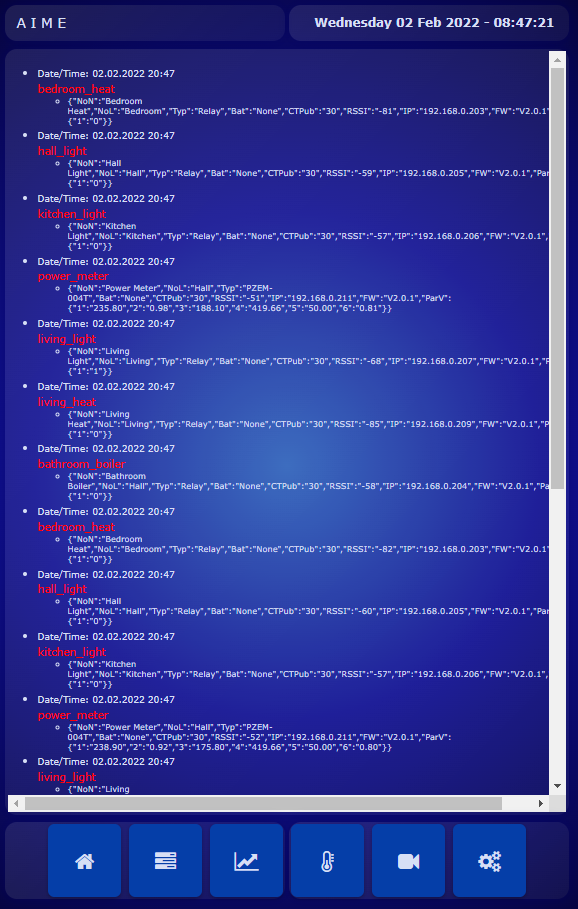 A I M E
Wednesday 02 Feb 2022 - 08:47:21
Date/Time: 02.02.2022 20:47
bedroom_heat
{"NoN":"Bedroom
Heat","NoL":"Bedroom","Typ":"Relay","Bat":"None","CTPub":"30","RSSI":"-81","IP":"192.168.0.203","FW":"V2.0.1"
{"1":"0"}}
Date/Time: 02.02.2022 20:47
hall_light
{"NoN":"Hall
Light","NoL":"Hall","Typ":"Relay","Bat":"None","CTPub":"30","RSSI":"-59","IP":"192.168.0.205","FW":"V2.0.1","Par
{"1":"0"}}
Date/Time: 02.02.2022 20:47
kitchen_light
{"NoN":"Kitchen
Light","NoL":"Kitchen","Typ":"Relay","Bat":"None","CTPub":"30","RSSI":"-57","IP":"192.168.0.206","FW":"V2.0.1",
{"1":"0"}}
Date/Time: 02.02.2022 20:47
power_meter
{"NoN":"Power Meter","NoL":"Hall","Typ":"PZEM-
004T","Bat":"None","CTPub":"30","RSSI":"-51","IP":"192.168.0.211","FW":"V2.0.1","ParV":
{"1":"235.80","2":"0.98","3":"188.10","4":"419.66","5":"50.00","6":"0.81"}}
Date/Time: 02.02.2022 20:47
living_light
{"NoN":"Living
Light","NoL":"Living","Typ":"Relay","Bat":"None","CTPub":"30","RSSI":"-68","IP":"192.168.0.207","FW":"V2.0.1","P
{"1":"1"}}
Date/Time: 02.02.2022 20:47
living_heat
{"NoN":"Living
Heat","NoL":"Living","Typ":"Relay","Bat":"None","CTPub":"30","RSSI":"-85","IP":"192.168.0.209","FW":"V2.0.1","P
{"1":"0"}}
Date/Time: 02.02.2022 20:47
bathroom_boiler
{"NoN":"Bathroom
Boiler","NoL":"Hall","Typ":"Relay","Bat":"None","CTPub":"30","RSSI":"-58","IP":"192.168.0.204","FW":"V2.0.1","Pa
{"1":"0"}}
Date/Time: 02.02.2022 20:47
bedroom_heat
{"NoN":"Bedroom
Heat","NoL":"Bedroom","Typ":"Relay","Bat":"None","CTPub":"30","RSSI":"-82","IP":"192.168.0.203","FW":"V2.0.1"
{"1":"0"}}
Date/Time: 02.02.2022 20:47
hall_light
{"NoN":"Hall
Light","NoL":"Hall","Typ":"Relay","Bat":"None","CTPub":"30","RSSI":"-60","IP":"192.168.0.205","FW":"V2.0.1","Par
{"1":"0"}}
Date/Time: 02.02.2022 20:47
kitchen_light
{"NoN":"Kitchen
Light","NoL":"Kitchen","Typ":"Relay","Bat":"None","CTPub":"30","RSSI":"-57","IP":"192.168.0.206","FW":"V2.0.1",
{"1":"0"}}
Date/Time: 02.02.2022 20:47
power_meter
{"NoN":"Power Meter","NoL":"Hall","Typ":"PZEM-
004T","Bat":"None","CTPub":"30","RSSI":"-52","IP":"192.168.0.211","FW":"V2.0.1","ParV":
{"1":"238.90","2":"0.92","3":"175.80","4":"419.66","5":"50.00","6":"0.80"}}
Date/Time: 02.02.2022 20:47
living_light
{"NoN":"Living